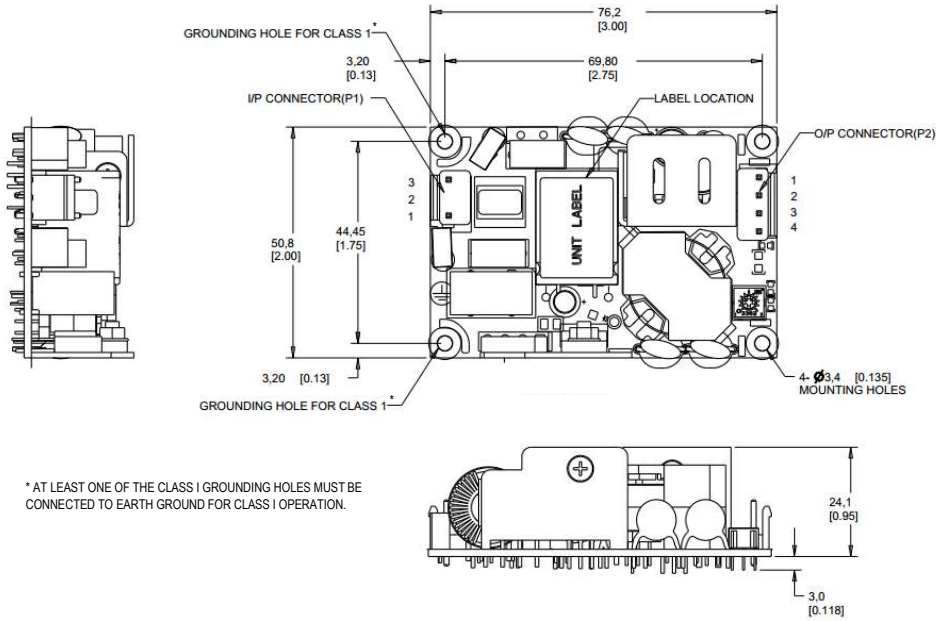 76,2
[3.00]
GROUNDING HOLE FOR CLASS 1*
3,20
[0.13]
69,80
[2.75]
I/P CONNECTOR(P1)
LABEL LOCATION
O/P CONNECTOR(P2)
3
2
1
1
2
3
4
UNIT LABEL
50,8
[2.00]
44,45
[1.75]
3,20 [0.13]
4- Ø3,4 [0.135]
MOUNTING HOLES
GROUNDING HOLE FOR CLASS 1*
* AT LEAST ONE OF THE CLASS I GROUNDING HOLES MUST BE
CONNECTED TO EARTH GROUND FOR CLASS I OPERATION.
24,1
[0.95]
3,0
[0.118]